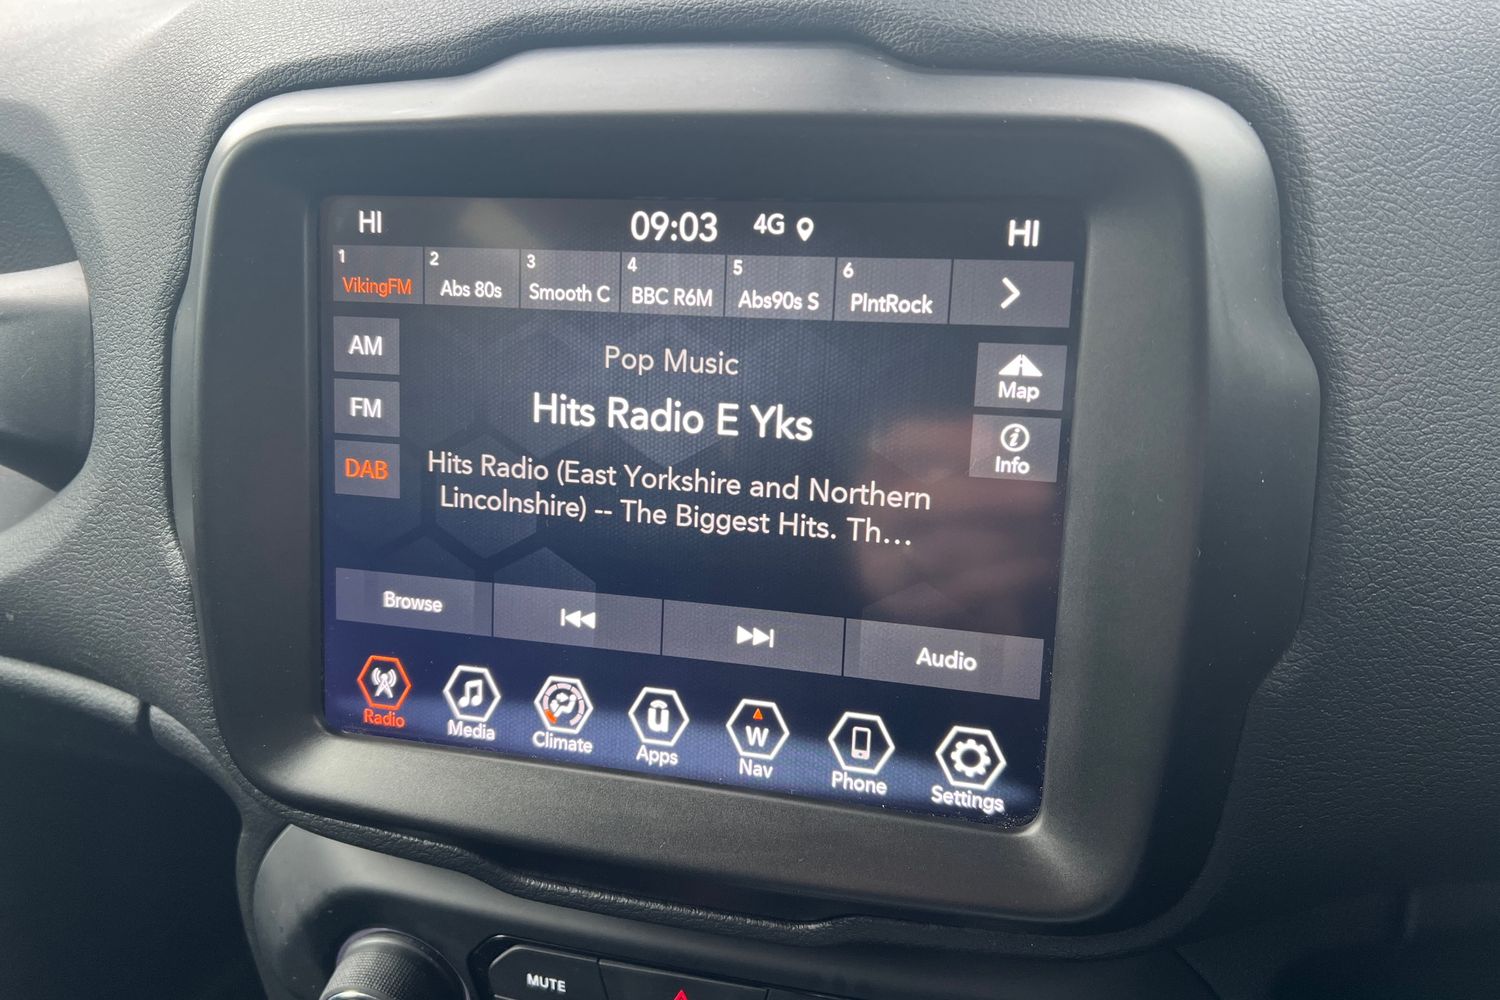 HI 09:03 4G HI
1 2 3 4 5 6
VikingFM Abs 80s Smooth C BBC R6M Abs90s S PlntRock
AM
FM
DAB
Pop Music
Hits Radio E Yks
Hits Radio (East Yorkshire and Northern
Lincolnshire) -- The Biggest Hits. Th...
Map
Info
Browse Audio
Radio Media Climate Apps Nav Phone Settings
MUTE